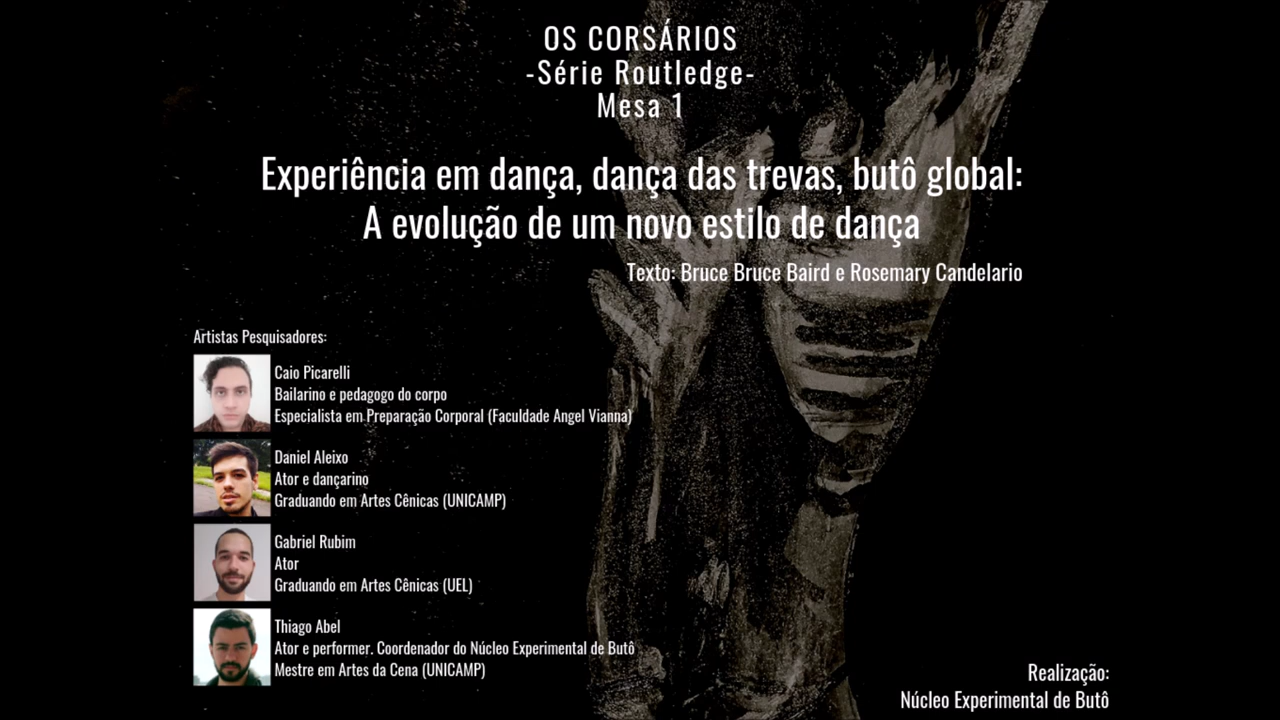 OS CORSÁRIOS
-Série Routledge-
Mesa 1
Experiência em dança, dança das trevas, butô global:
A evolução de um novo estilo de dança
Texto: Bruce Bruce Baird e Rosemary Candelario
Artistas Pesquisadores:
Caio Picarelli
Bailarino e pedagogo do corpo
Especialista em Preparação Corporal (Faculdade Angel Vianna)
Daniel Aleixo
Ator e dançarino
Graduando em Artes Cênicas (UNICAMP)
Gabriel Rubim
Ator
Graduando em Artes Cênicas (UEL)
Thiago Abel
Ator e performer. Coordenador do Núcleo Experimental de Butô
Mestre em Artes da Cena (UNICAMP)
Realização:
Núcleo Experimental de Butô